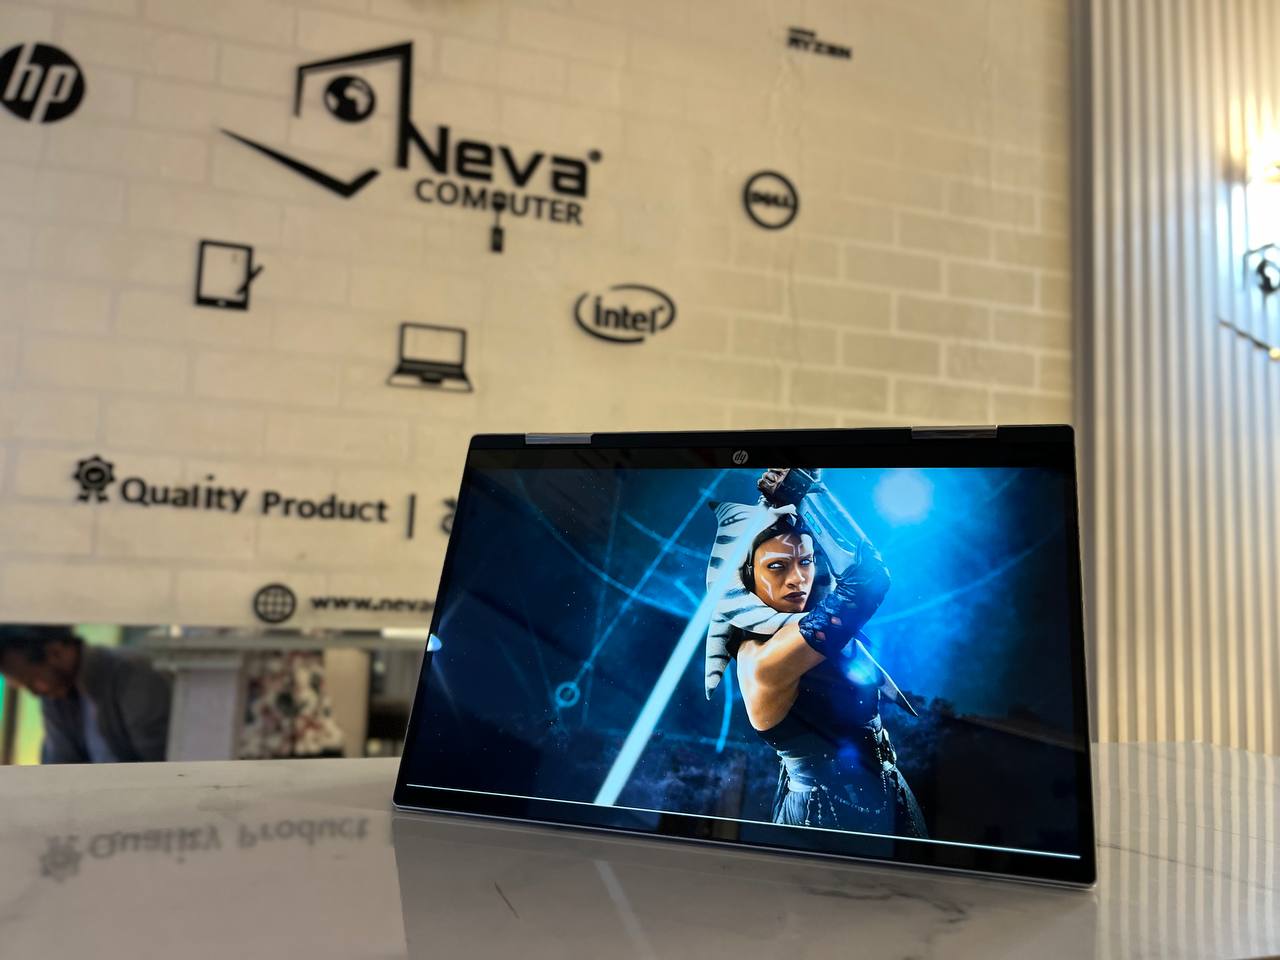 hp
Neva
COMPUTER
RYZEN
DELL
intel
Quality Product |
www.neva
hp